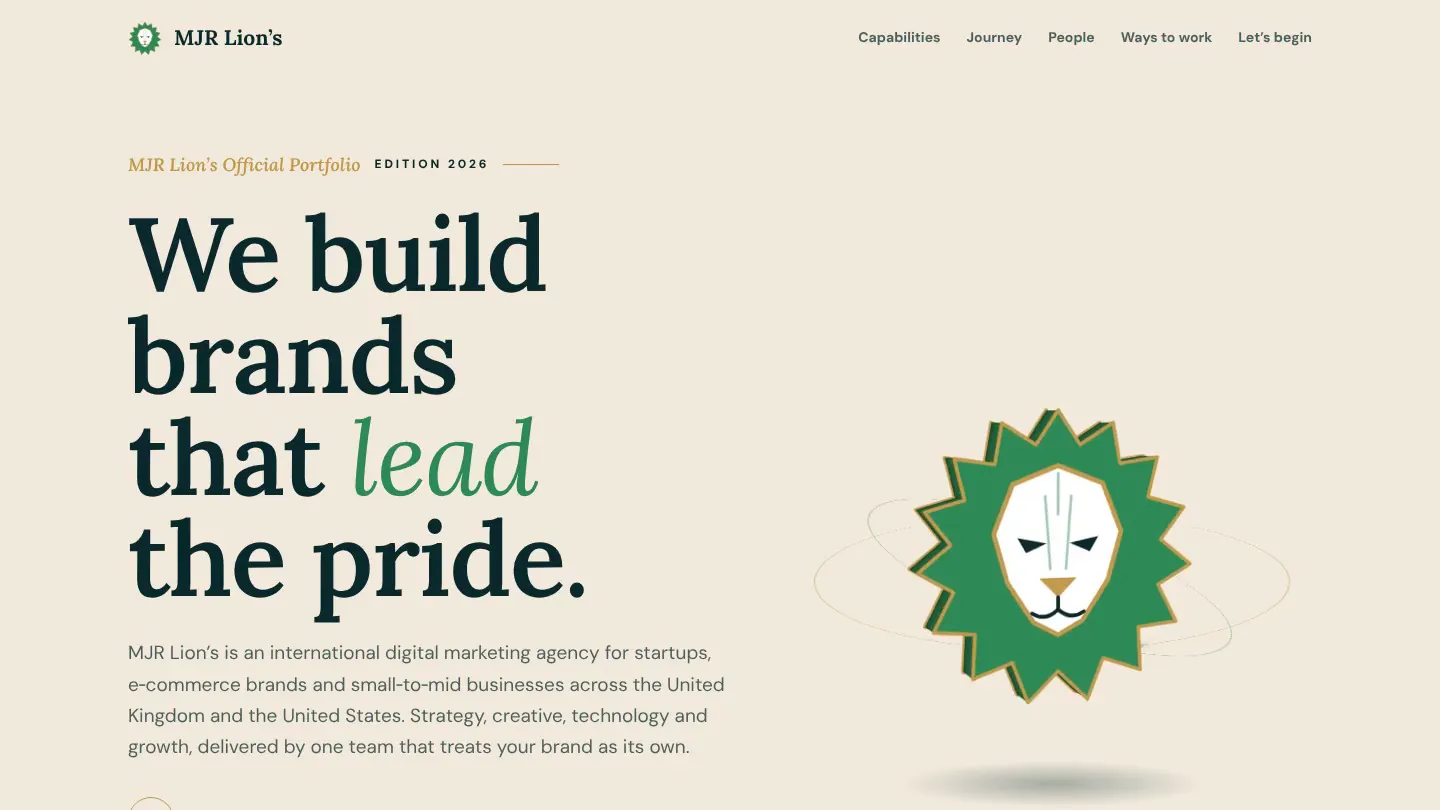 MJR Lion’s
Capabilities Journey People Ways to work Let’s begin
MJR Lion’s Official Portfolio EDITION 2026
We build
brands
that lead
the pride.
MJR Lion’s is an international digital marketing agency for startups,
e-commerce brands and small-to-mid businesses across the United
Kingdom and the United States. Strategy, creative, technology and
growth, delivered by one team that treats your brand as its own.